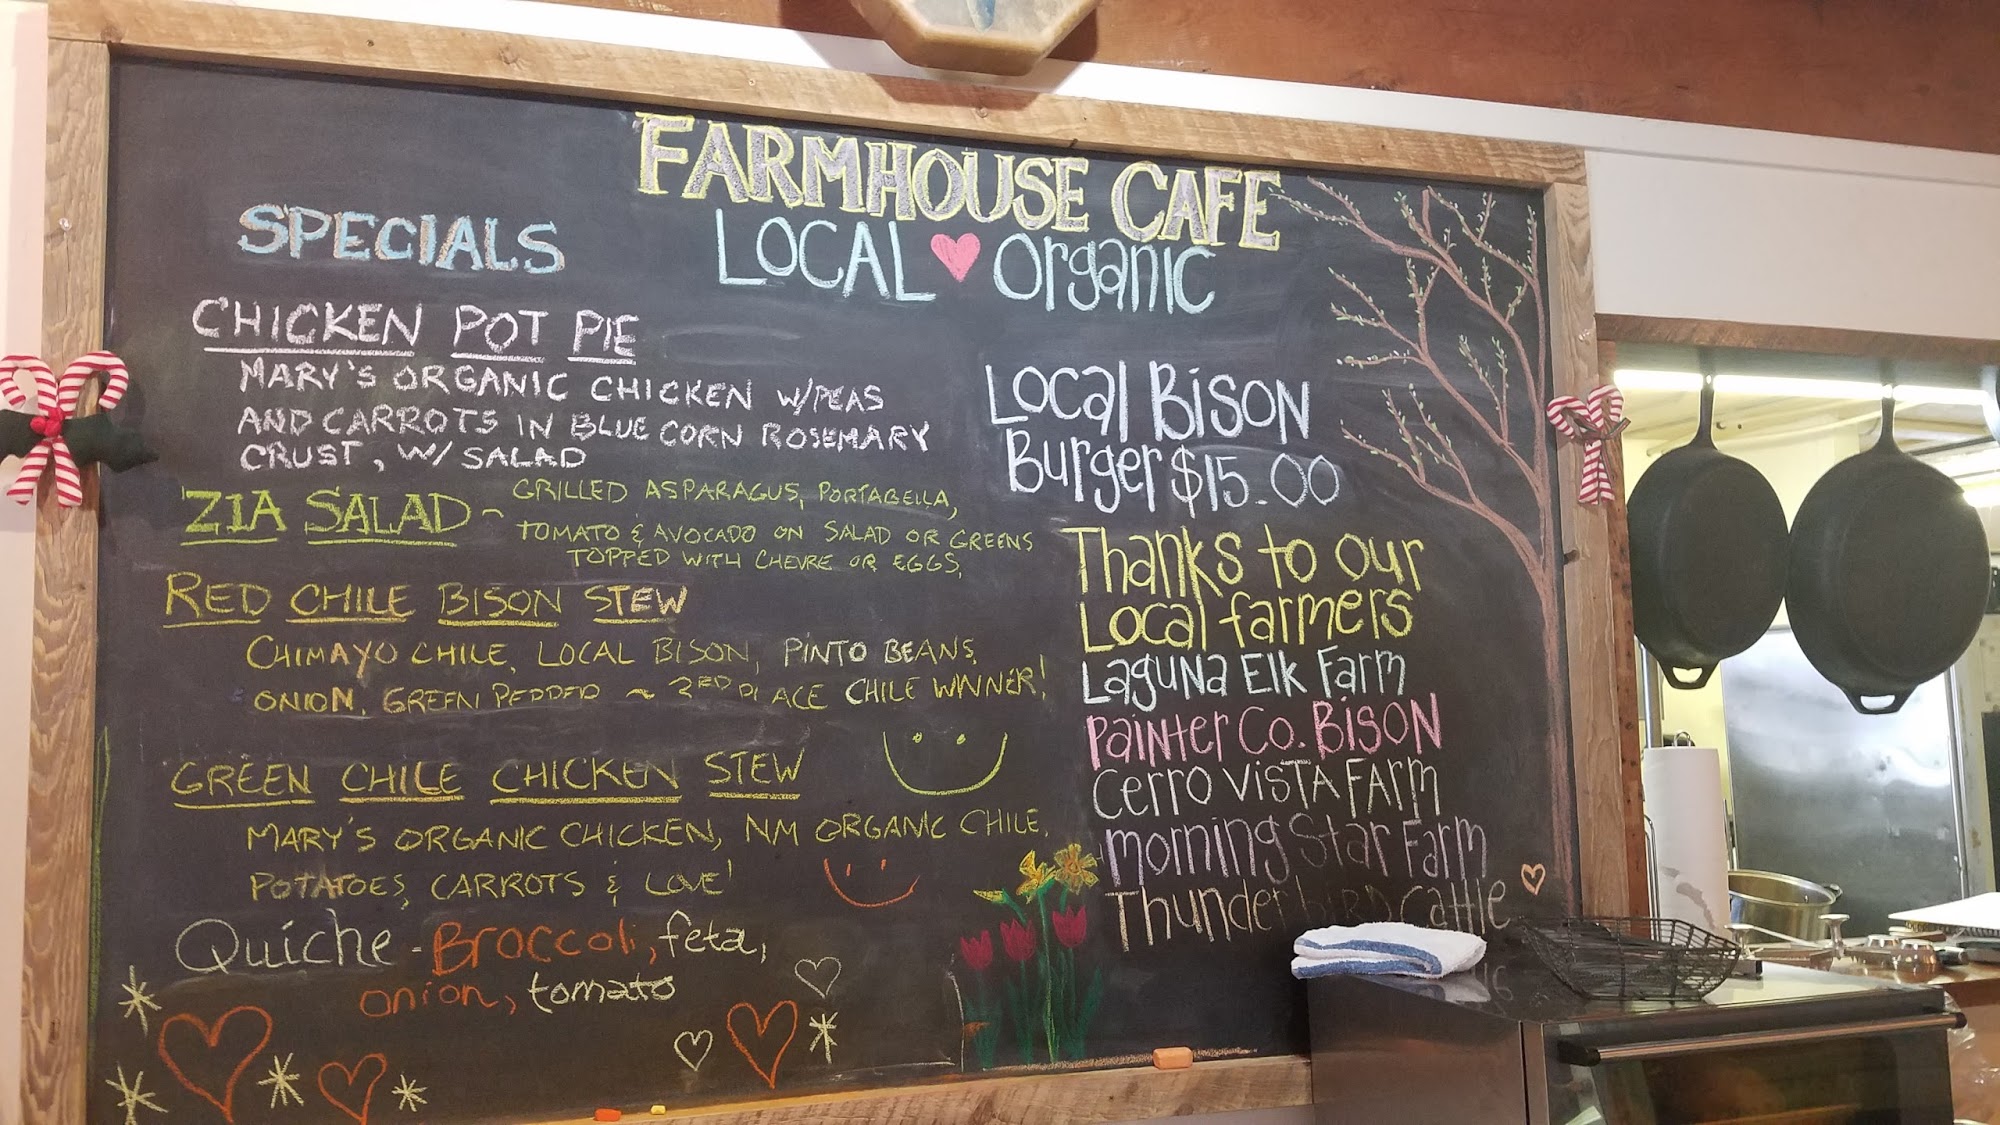 FARMHOUSE CAFE
LOCAL ORganic
SPECIALS
CHICKEN POT PIE
MARY'S ORGANIC CHICKEN W/PEAS
AND CARROTS IN BLUE CORN ROSEMARY
CRUST, W/ SALAD
ZIA SALAD ~ GRILLED ASPARAGUS, PORTABELLA,
TOMATO & AVOCADO ON SALAD OR GREENS
TOPPED WITH CHEVRE OR EGGS.
RED CHILE BISON STEW
CHIMAYO CHILE, LOCAL BISON, PINTO BEANS,
ONION, GREEN PEPPER ~ 3RD PLACE CHILE WINNER!
GREEN CHILE CHICKEN STEW
MARY'S ORGANIC CHICKEN, NM ORGANIC CHILE,
POTATOES, CARROTS & LOVE!
Quiche - Broccoli, feta,
onion, tomato
Local Bison
Burger $15.00
Thanks to our
Local farmers
Laguna Elk Farm
Painter Co. Bison
Cerro Vista Farm
Morning Star Farm
Thunderbird Cattle